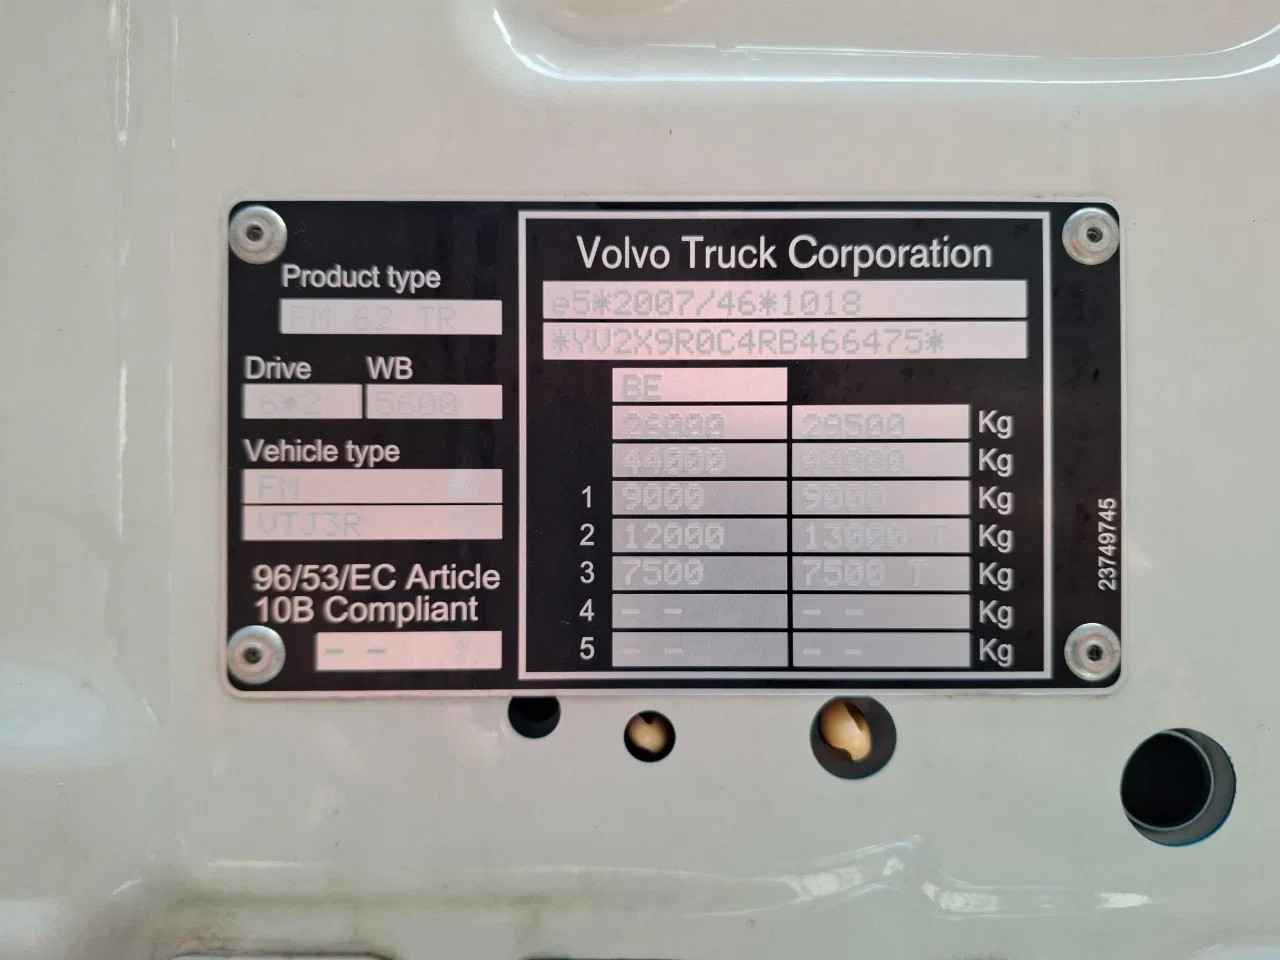 Product type
FM 62 TR
Drive WB
6*2 5600
Vehicle type
FM
VTJ3R
96/53/EC Article
10B Compliant
- -
Volvo Truck Corporation
e5*2007/46*1018
*YV2X9R0C4RB466475*
BE
26000 28500 Kg
44000 44000 Kg
1 9000 9000 Kg
2 12000 13000 T Kg
3 7500 7500 T Kg
4 - - - - Kg
5 - - - - Kg
23749745